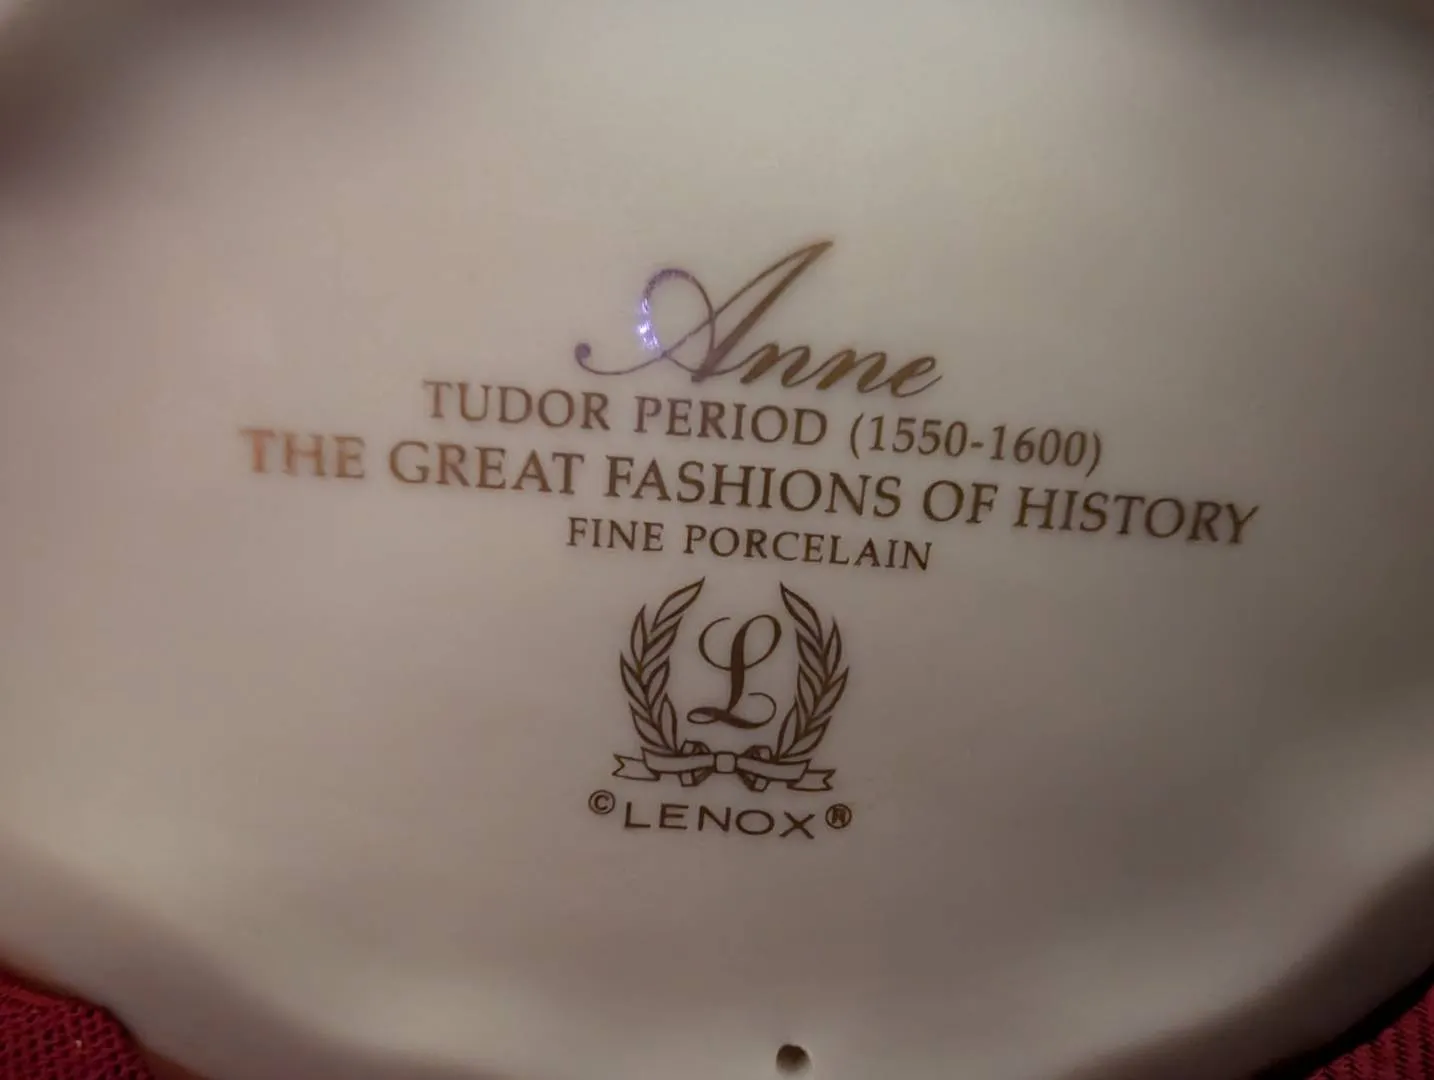 Anne
TUDOR PERIOD (1550-1600)
THE GREAT FASHIONS OF HISTORY
FINE PORCELAIN
L
©LENOX®